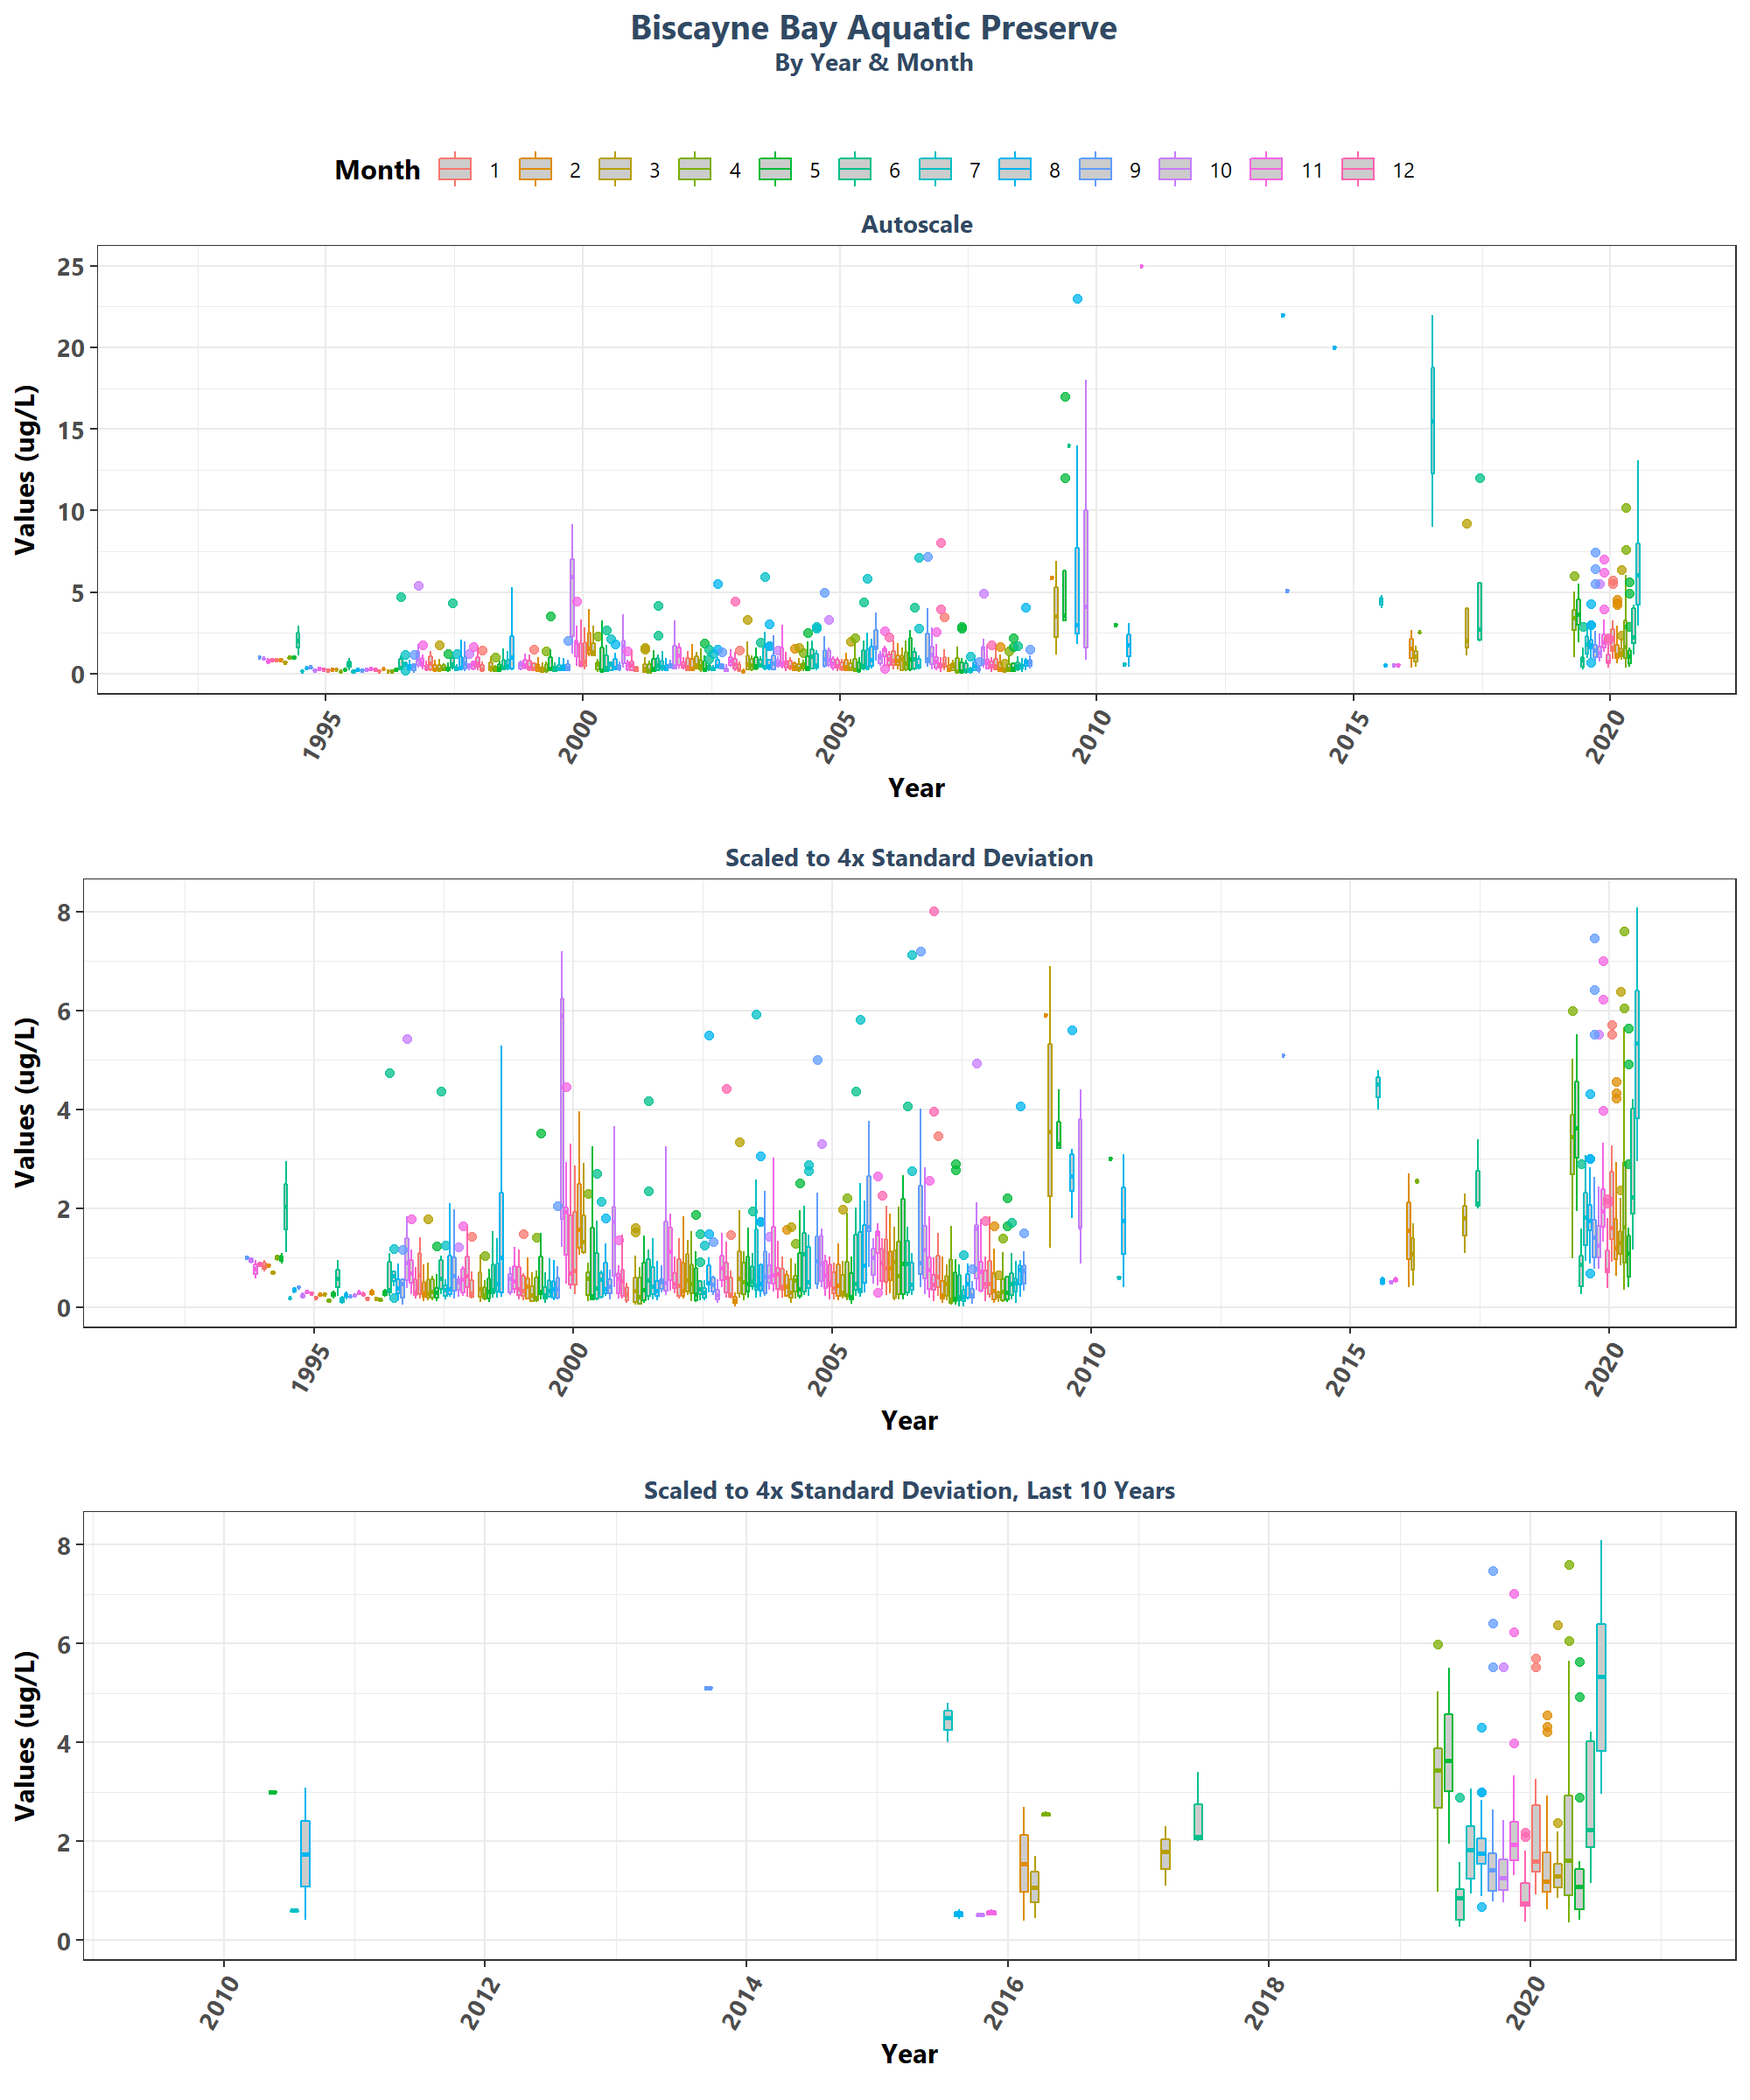 Biscayne Bay Aquatic Preserve
By Year & Month
Month 1 2 3 4 5 6 7 8 9 10 11 12
Autoscale
Values (ug/L)
25
20
15
10
5
0
1995 2000 2005 2010 2015 2020
Year
Scaled to 4x Standard Deviation
Values (ug/L)
8
6
4
2
0
1995 2000 2005 2010 2015 2020
Year
Scaled to 4x Standard Deviation, Last 10 Years
Values (ug/L)
8
6
4
2
0
2010 2012 2014 2016 2018 2020
Year